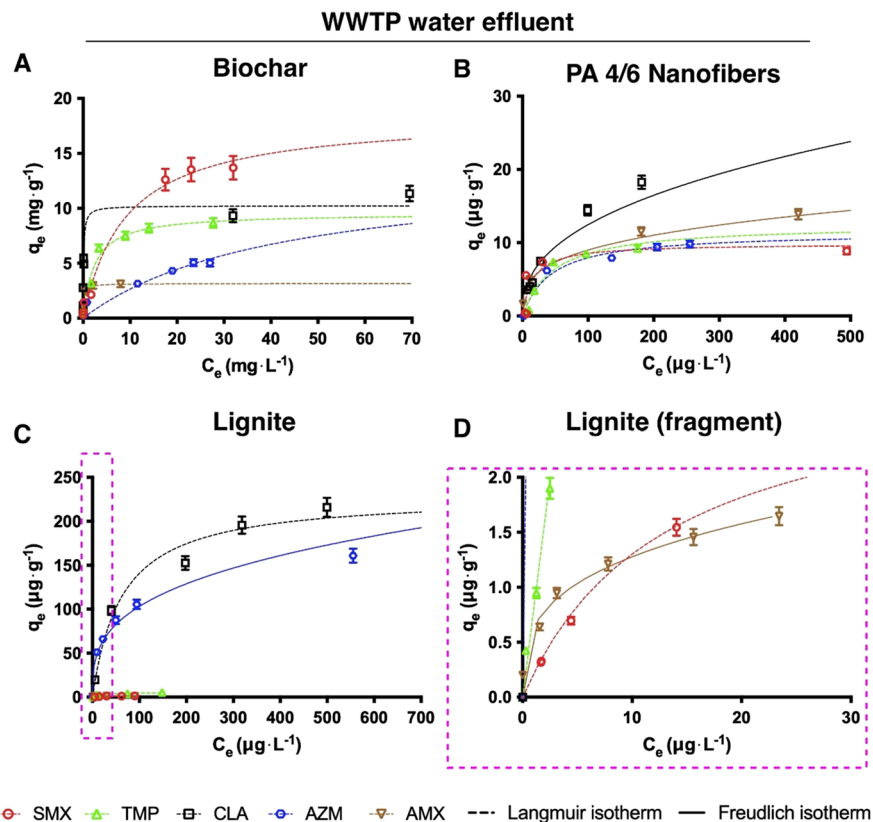 WWTP water effluent
A
Biochar
20
15
10
5
0
qe (mg·g-1)
0 10 20 30 40 50 60 70
Ce (mg·L-1)
B
PA 4/6 Nanofibers
30
20
10
0
qe (µg·g-1)
0 100 200 300 400 500
Ce (µg·L-1)
C
Lignite
250
200
150
100
50
0
qe (µg·g-1)
0 100 200 300 400 500 600 700
Ce (µg·L-1)
D
Lignite (fragment)
2.0
1.5
1.0
0.5
0.0
qe (µg·g-1)
0 10 20 30
Ce (µg·L-1)
SMX TMP CLA AZM AMX Langmuir isotherm Freudlich isotherm